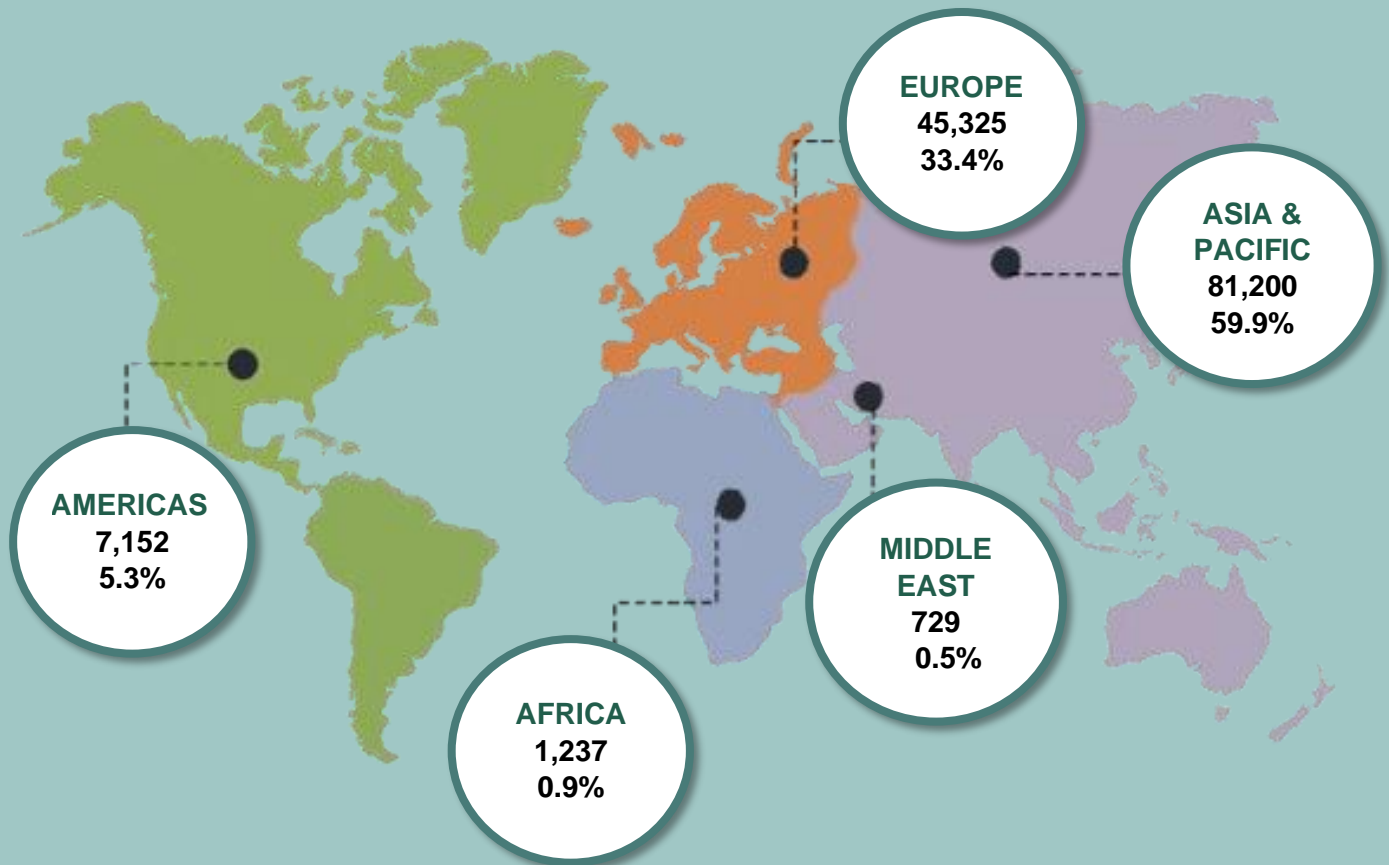 EUROPE
45,325
33.4%
ASIA &
PACIFIC
81,200
59.9%
AMERICAS
7,152
5.3%
MIDDLE
EAST
729
0.5%
AFRICA
1,237
0.9%